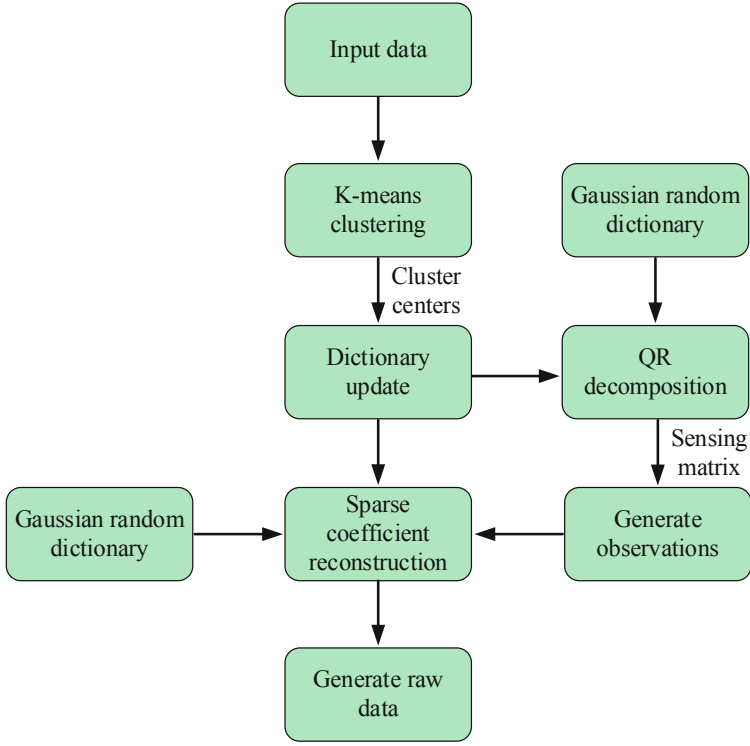 Input data
K-means
clustering
Gaussian random
dictionary
Cluster
centers
Dictionary
update
QR
decomposition
Sensing
matrix
Gaussian random
dictionary
Sparse
coefficient
reconstruction
Generate
observations
Generate raw
data